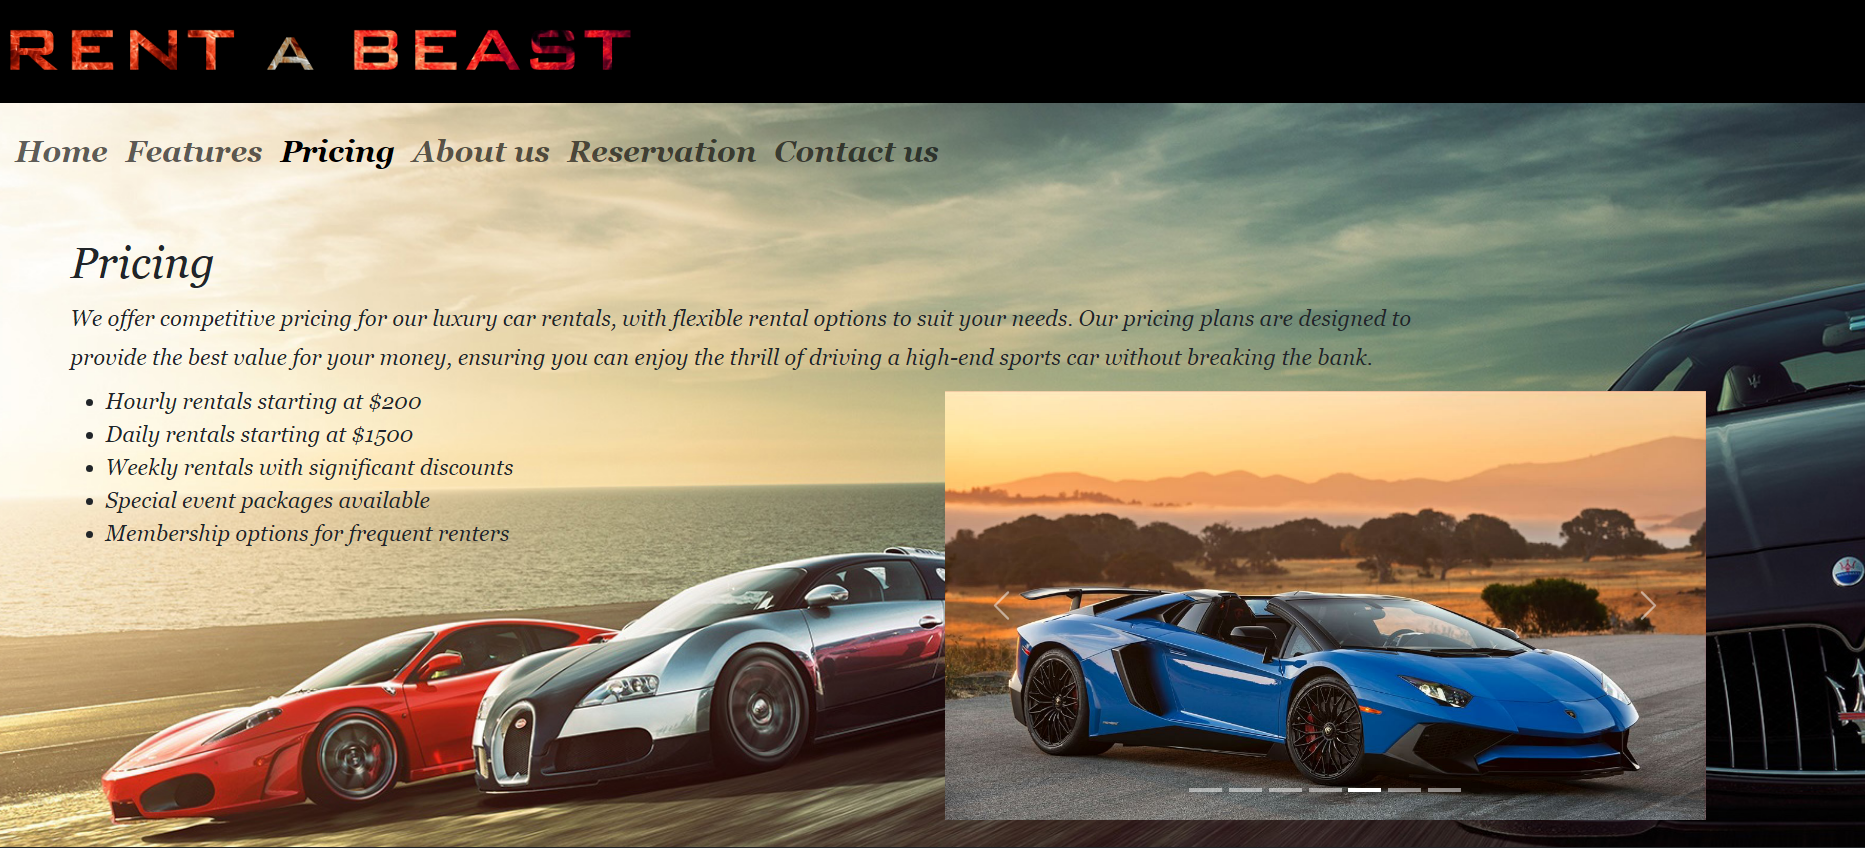 RENT A BEAST
Home Features Pricing About us Reservation Contact us
Pricing
We offer competitive pricing for our luxury car rentals, with flexible rental options to suit your needs. Our pricing plans are designed to
provide the best value for your money, ensuring you can enjoy the thrill of driving a high-end sports car without breaking the bank.
• Hourly rentals starting at $200
• Daily rentals starting at $1500
• Weekly rentals with significant discounts
• Special event packages available
• Membership options for frequent renters